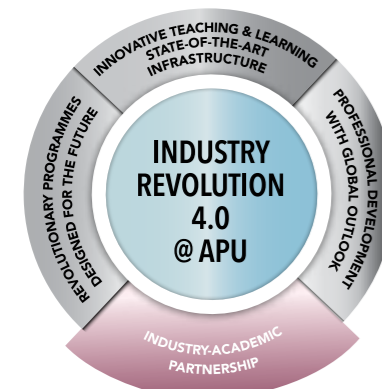 INNOVATIVE TEACHING & LEARNING
STATE-OF-THE-ART
INFRASTRUCTURE
REVOLUTIONARY PROGRAMMES
DESIGNED FOR THE FUTURE
INDUSTRY
REVOLUTION
4.0
@ APU
PROFESSIONAL DEVELOPMENT
WITH GLOBAL OUTLOOK
INDUSTRY-ACADEMIC
PARTNERSHIP